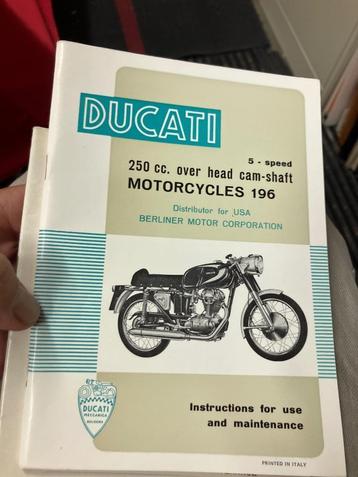 DUCATI
5 - speed
250 cc. over head cam-shaft
MOTORCYCLES 196
Distributor for USA
BERLINER MOTOR CORPORATION
DUCATI
MECCANICA
BOLOGNA
Instructions for use
and maintenance
PRINTED IN ITALY